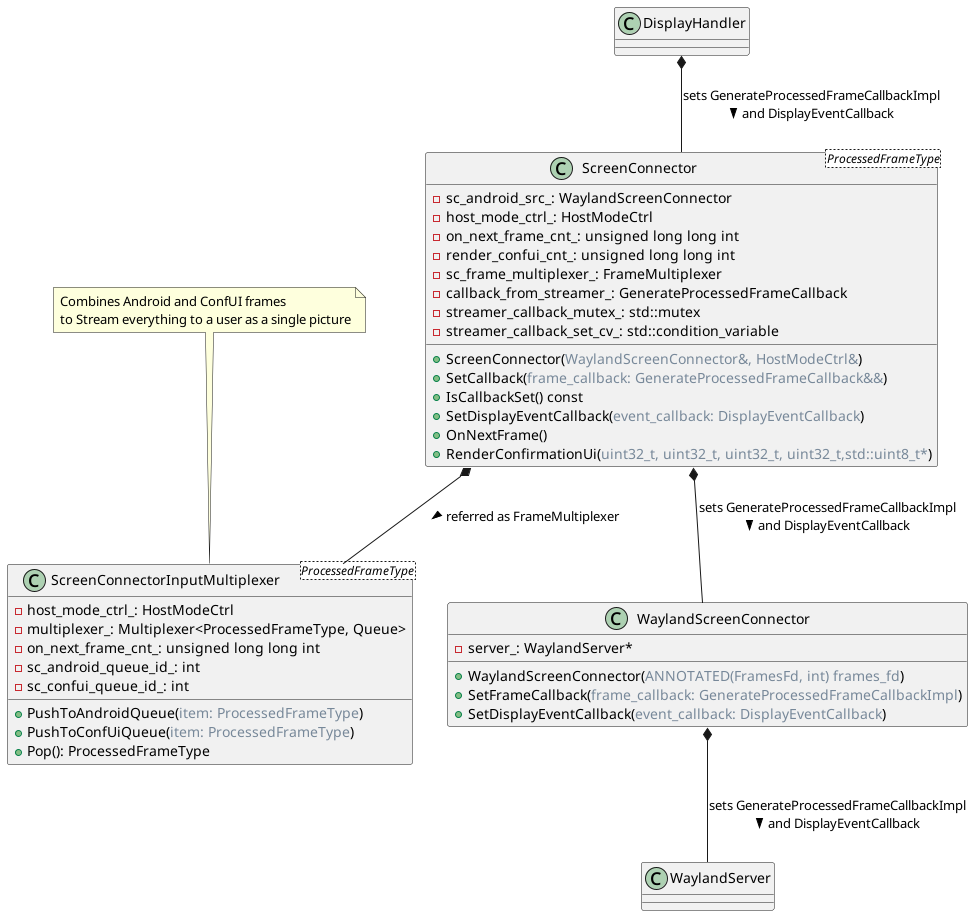 C DisplayHandler
sets GenerateProcessedFrameCallbackImpl
and DisplayEventCallback
C ScreenConnector
ProcessedFrameType
sc_android_src_: WaylandScreenConnector
host_mode_ctrl_: HostModeCtrl
on_next_frame_cnt_: unsigned long long int
render_confui_cnt_: unsigned long long int
sc_frame_multiplexer_: FrameMultiplexer
callback_from_streamer_: GenerateProcessedFrameCallback
streamer_callback_mutex_: std::mutex
streamer_callback_set_cv_: std::condition_variable
ScreenConnector(WaylandScreenConnector&, HostModeCtrl&)
SetCallback(frame_callback: GenerateProcessedFrameCallback&&)
IsCallbackSet() const
SetDisplayEventCallback(event_callback: DisplayEventCallback)
OnNextFrame()
RenderConfirmationUi(uint32_t, uint32_t, uint32_t, uint32_t,std::uint8_t*)
Combines Android and ConfUI frames
to Stream everything to a user as a single picture
referred as FrameMultiplexer
sets GenerateProcessedFrameCallbackImpl
and DisplayEventCallback
C ScreenConnectorInputMultiplexer
ProcessedFrameType
host_mode_ctrl_: HostModeCtrl
multiplexer_: Multiplexer<ProcessedFrameType, Queue>
on_next_frame_cnt_: unsigned long long int
sc_android_queue_id_: int
sc_confui_queue_id_: int
PushToAndroidQueue(item: ProcessedFrameType)
PushToConfUiQueue(item: ProcessedFrameType)
Pop(): ProcessedFrameType
C WaylandScreenConnector
server_: WaylandServer*
WaylandScreenConnector(ANNOTATED(FramesFd, int) frames_fd)
SetFrameCallback(frame_callback: GenerateProcessedFrameCallbackImpl)
SetDisplayEventCallback(event_callback: DisplayEventCallback)
sets GenerateProcessedFrameCallbackImpl
and DisplayEventCallback
C WaylandServer